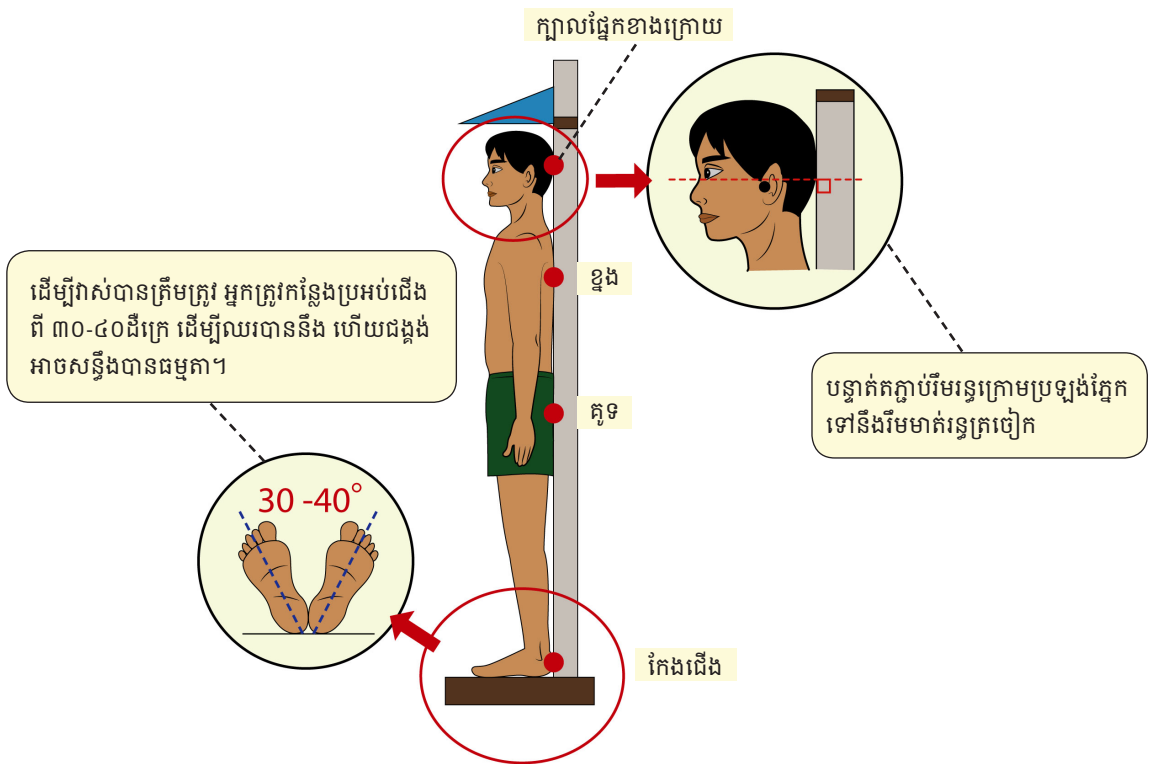 ក្បាលផ្នែកខាងក្រោយ
ខ្នង
ដើម្បីវាស់បានត្រឹមត្រូវ អ្នកត្រូវកន្លែងប្រអប់ជើង
ពី ៣០-៤០ដឺក្រេ ដើម្បីឈរបាននឹង ហើយជង្គង់
អាចសន្ធឹងបានធម្មតា។
បន្ទាត់តភ្ជាប់រឹមរន្ធក្រោមប្រឡង់ភ្នែក
ទៅនឹងរឹមមាត់រន្ធត្រចៀក
គូទ
30 -40°
កែងជើង